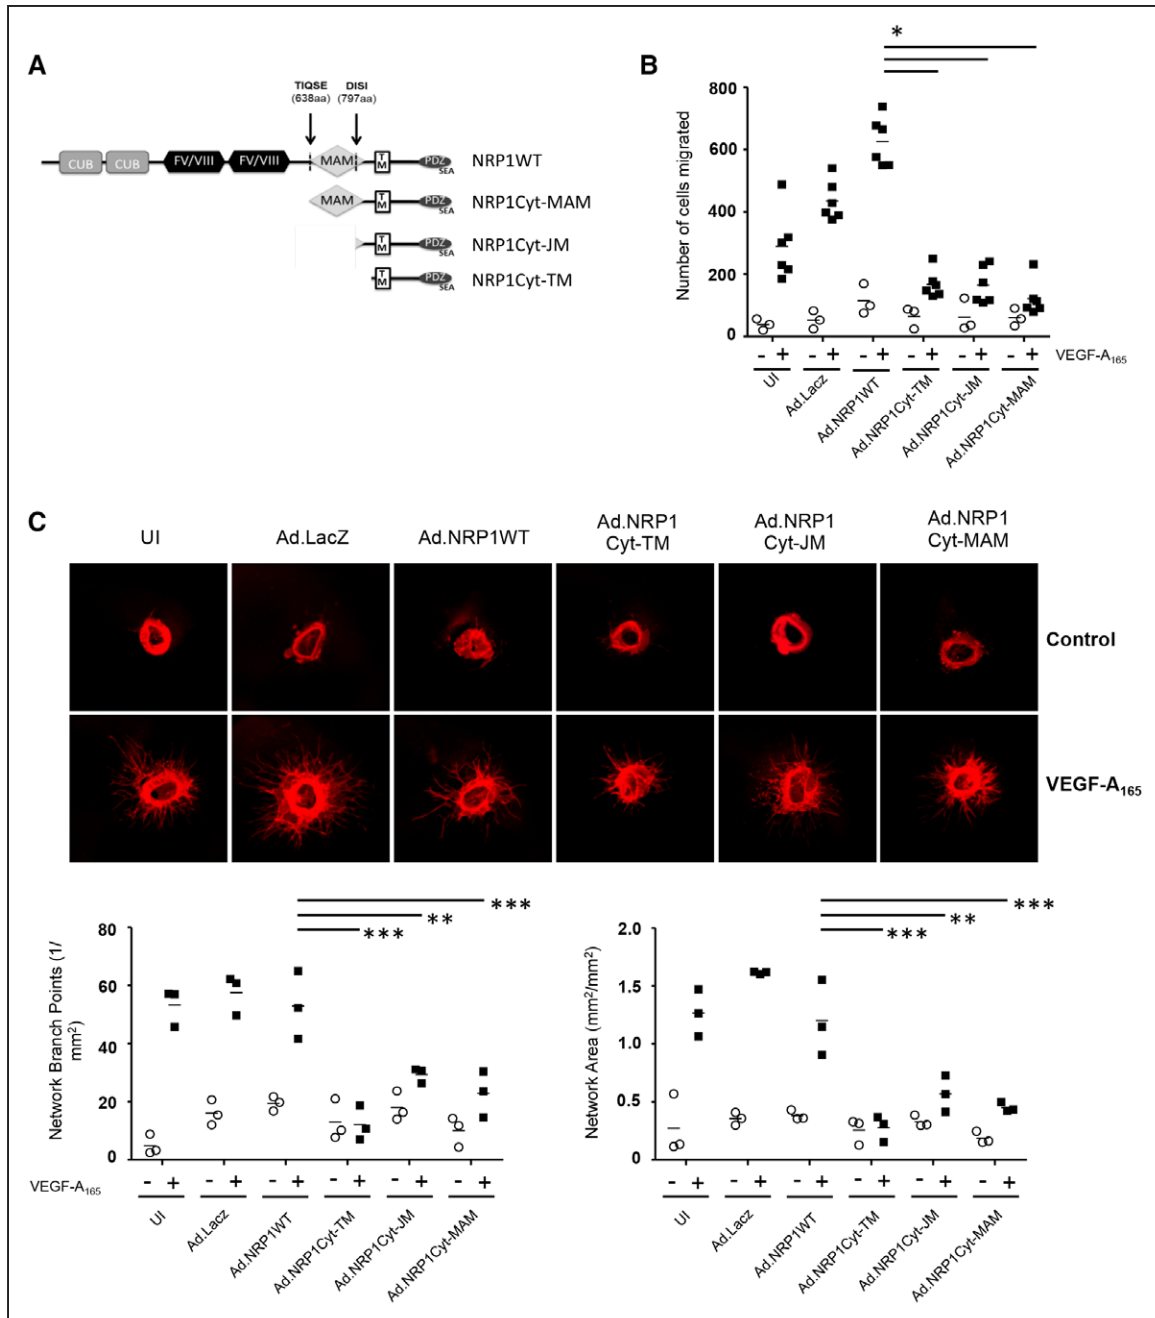 A
TIQSE
(638aa)
DISI
(797aa)
CUB
CUB
FV/VIII
FV/VIII
MAM
TM
PDZ
SEA
NRP1WT
MAM
TM
PDZ
SEA
NRP1Cyt-MAM
TM
PDZ
SEA
NRP1Cyt-JM
TM
PDZ
SEA
NRP1Cyt-TM
B
*
Number of cells migrated
800
600
400
200
0
- + - + - + - + - + - +
VEGF-A165
UI
Ad.Lacz
Ad.NRP1WT
Ad.NRP1Cyt-TM
Ad.NRP1Cyt-JM
Ad.NRP1Cyt-MAM
C
UI
Ad.LacZ
Ad.NRP1WT
Ad.NRP1
Cyt-TM
Ad.NRP1
Cyt-JM
Ad.NRP1
Cyt-MAM
Control
VEGF-A165
***
**
***
Network Branch Points (1/
mm2)
80
60
40
20
0
VEGF-A165
- + - + - + - + - + - +
UI
Ad.Lacz
Ad.NRP1WT
Ad.NRP1Cyt-TM
Ad.NRP1Cyt-JM
Ad.NRP1Cyt-MAM
***
**
***
Network Area (mm2/mm2)
2.0
1.5
1.0
0.5
0
- + - + - + - + - + - +
UI
Ad.Lacz
Ad.NRP1WT
Ad.NRP1Cyt-TM
Ad.NRP1Cyt-JM
Ad.NRP1Cyt-MAM